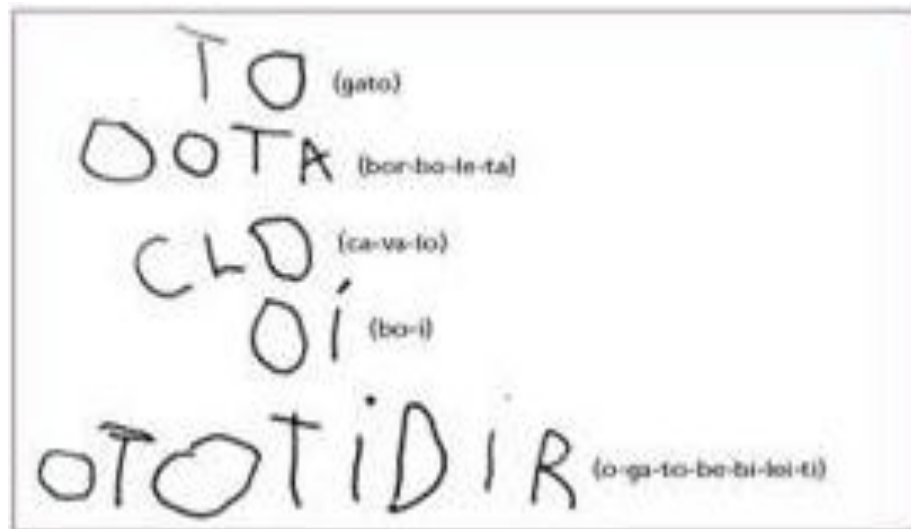 TO (gato)
OOTA (bor-bo-le-ta)
CLO (ca-va-lo)
OÍ (bo-i)
OTOTiDIR (o-ga-to-be-bi-lei-ti)